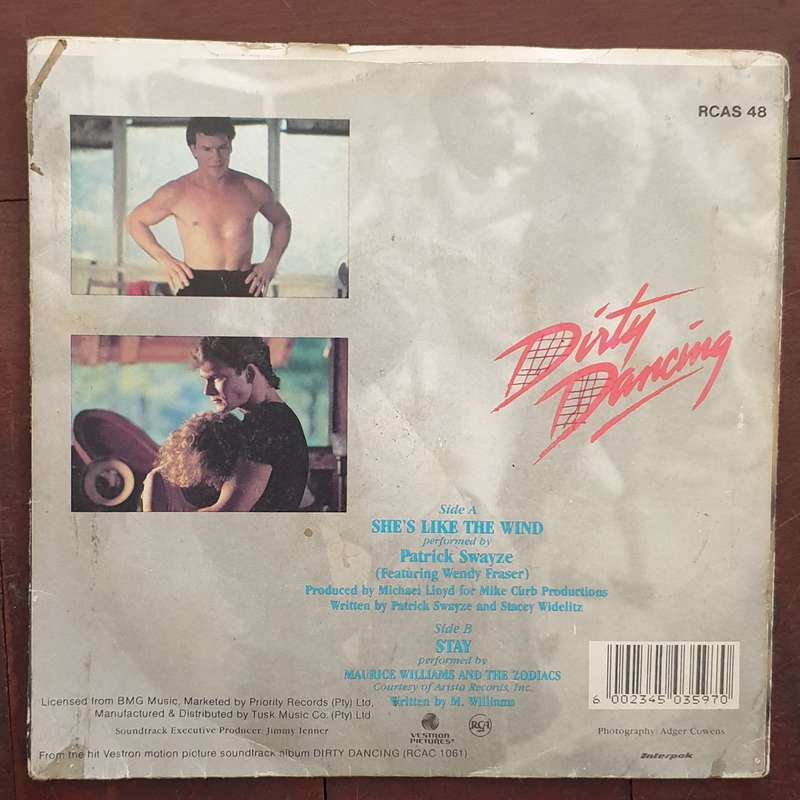 RCAS 48
Dirty
Dancing
Side A
SHE'S LIKE THE WIND
performed by
Patrick Swayze
(Featuring Wendy Fraser)
Produced by Michael Lloyd for Mike Curb Productions
Written by Patrick Swayze and Stacey Widelitz
Side B
STAY
performed by
MAURICE WILLIAMS AND THE ZODIACS
Courtesy of Arista Records, Inc.
Written by M. Williams
6 002345 035970
Licensed from BMG Music, Marketed by Priority Records (Pty) Ltd,
Manufactured & Distributed by Tusk Music Co. (Pty) Ltd
Soundtrack Executive Producer: Jimmy Ienner
VESTRON
PICTURES
RCA
Photography: Adger Cowens
From the hit Vestron motion picture soundtrack album DIRTY DANCING (RCAC 1061)
Interpak